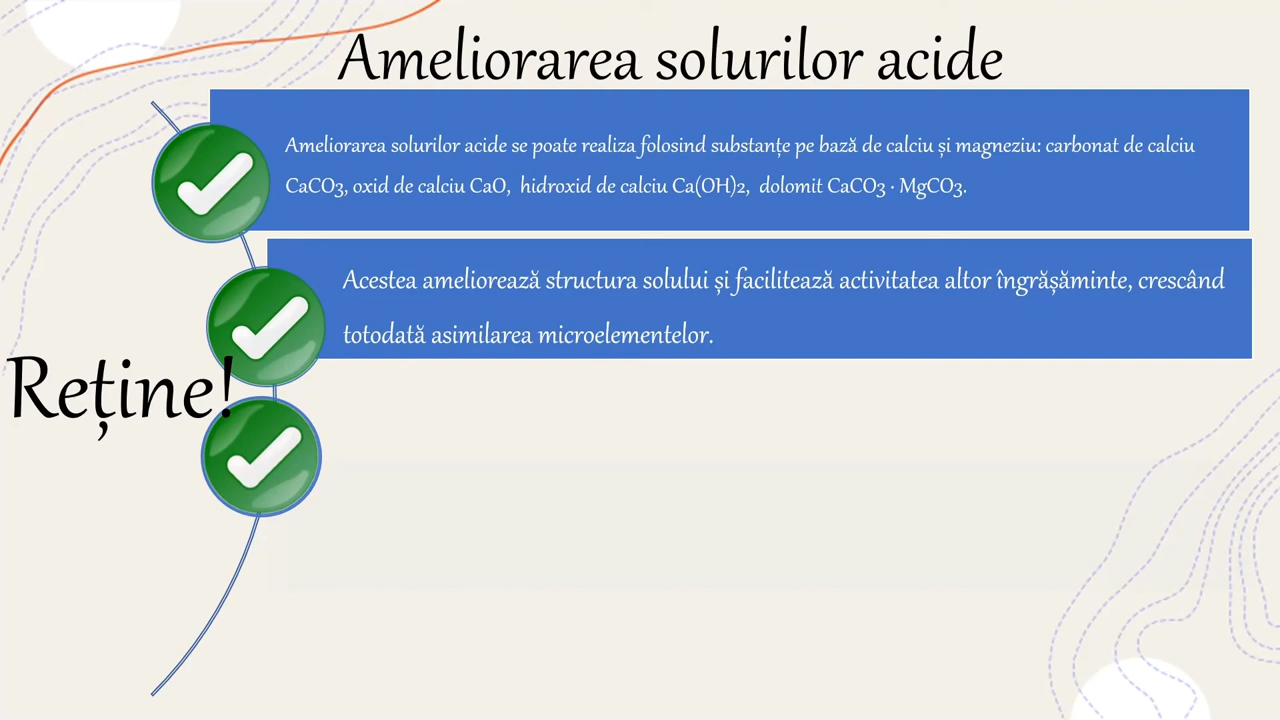 Ameliorarea solurilor acide
Ameliorarea solurilor acide se poate realiza folosind substanțe pe bază de calciu și magneziu: carbonat de calciu
CaCO3, oxid de calciu CaO, hidroxid de calciu Ca(OH)2, dolomit CaCO3 · MgCO3.
Acestea ameliorează structura solului și facilitează activitatea altor îngrășăminte, crescând
totodată asimilarea microelementelor.
Reține!